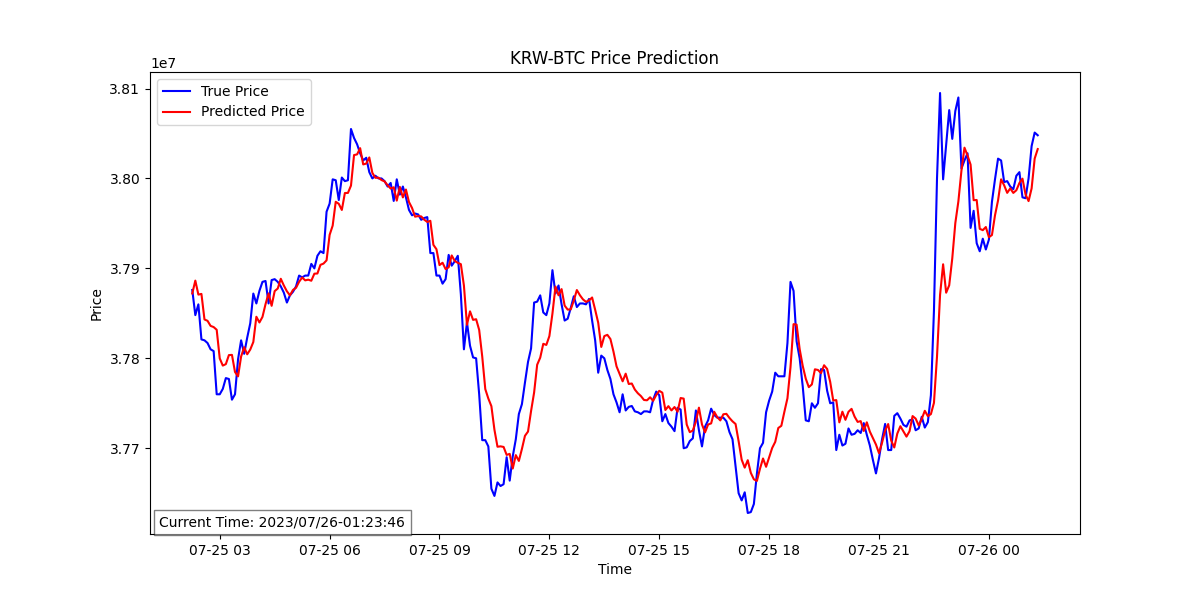 KRW-BTC Price Prediction
1e7
True Price
Predicted Price
3.81
3.80
3.79
3.78
3.77
Price
Current Time: 2023/07/26-01:23:46
07-25 03 07-25 06 07-25 09 07-25 12 07-25 15 07-25 18 07-25 21 07-26 00
Time